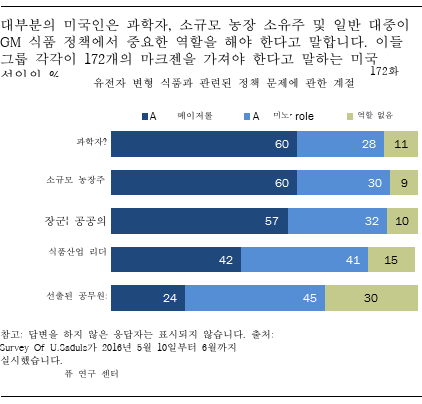 대부분의 미국인은 과학자, 소규모 농장 소유주 및 일반 대중이
GM 식품 정책에서 중요한 역할을 해야 한다고 말합니다. 이들
그룹 각각이 172개의 마크젠을 가져야 한다고 말하는 미국
성인의 %
172화
유전자 변형 식품과 관련된 정책 문제에 관한 계절
A 메이저롤 A 미노· role 역할 없음
과학자? 60 28 11
소규모 농장주 60 30 9
장군¦ 공공의 57 32 10
식품산업 리더 42 41 15
선출된 공무원 24 45 30
참고: 답변을 하지 않은 응답자는 표시되지 않습니다. 출처:
Survey Of U.Saduls가 2016년 5월 10일부터 6월까지
실시했습니다.
퓨 연구 센터